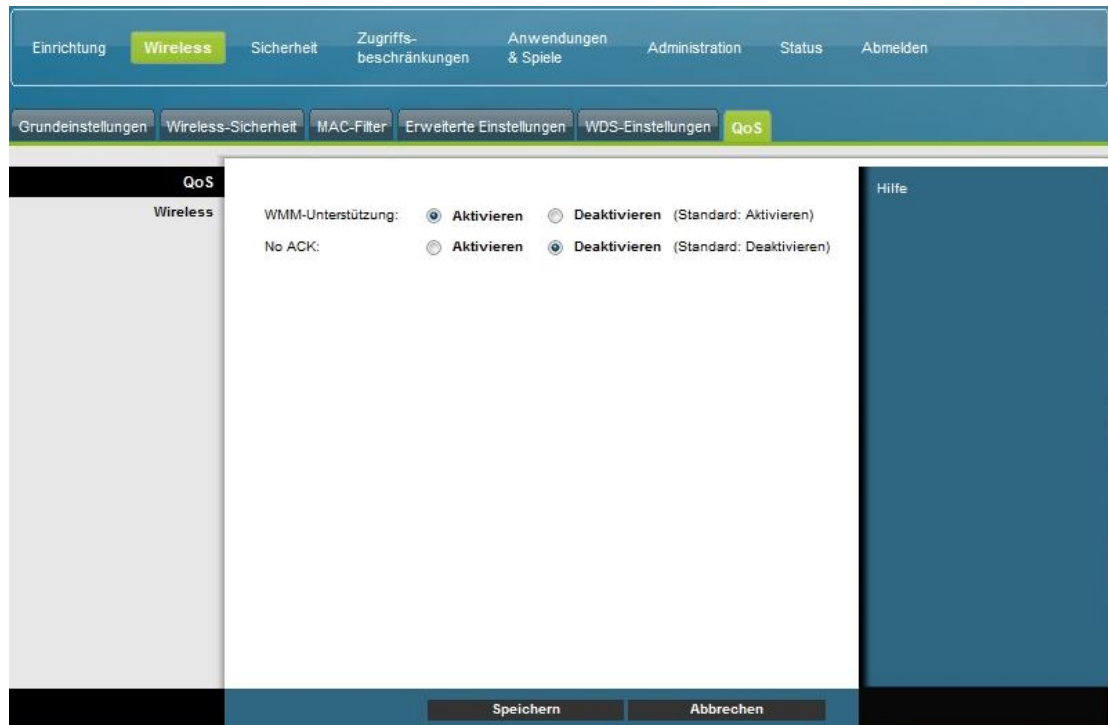 Einrichtung Wireless Sicherheit Zugriffs-
beschränkungen Anwendungen
& Spiele Administration Status Abmelden
Grundeinstellungen Wireless-Sicherheit MAC-Filter Erweiterte Einstellungen WDS-Einstellungen QoS
QoS
Hilfe
Wireless
WMM-Unterstützung: Aktivieren Deaktivieren (Standard: Aktivieren)
No ACK: Aktivieren Deaktivieren (Standard: Deaktivieren)
Speichern Abbrechen